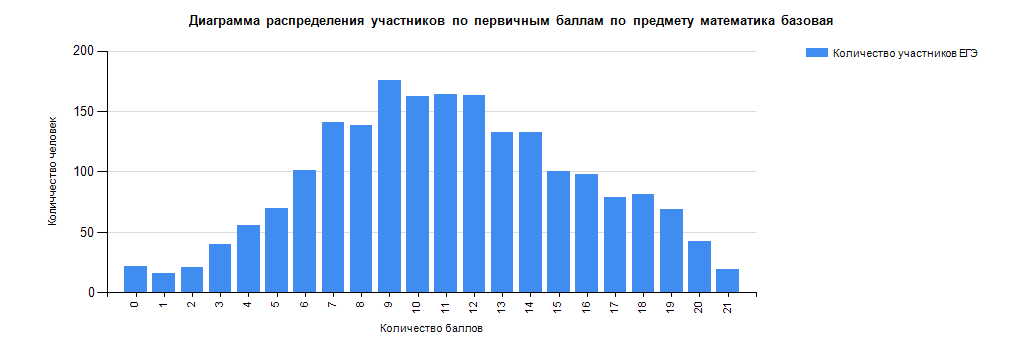 Диаграмма распределения участников по первичным баллам по предмету математика базовая
Количество участников ЕГЭ
200
150
100
50
0
Количчество человек
0 1 2 3 4 5 6 7 8 9 10 11 12 13 14 15 16 17 18 19 20 21
Количество баллов